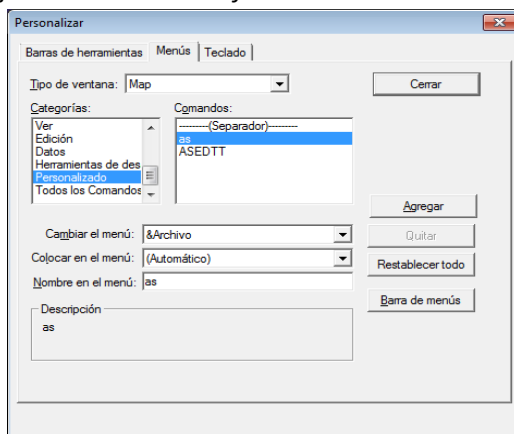 Personalizar
Barras de herramientas Menús Teclado
Tipo de ventana: Map
Cerrar
Categorías: Comandos:
Ver
Edición
Datos
Herramientas de des
Personalizado
Todos los Comandos
--------(Separador)--------
as
ASEDTT
Agregar
Cambiar el menú: &Archivo
Quitar
Colocar en el menú: (Automático)
Restablecer todo
Nombre en el menú: as
Barra de menús
Descripción
as